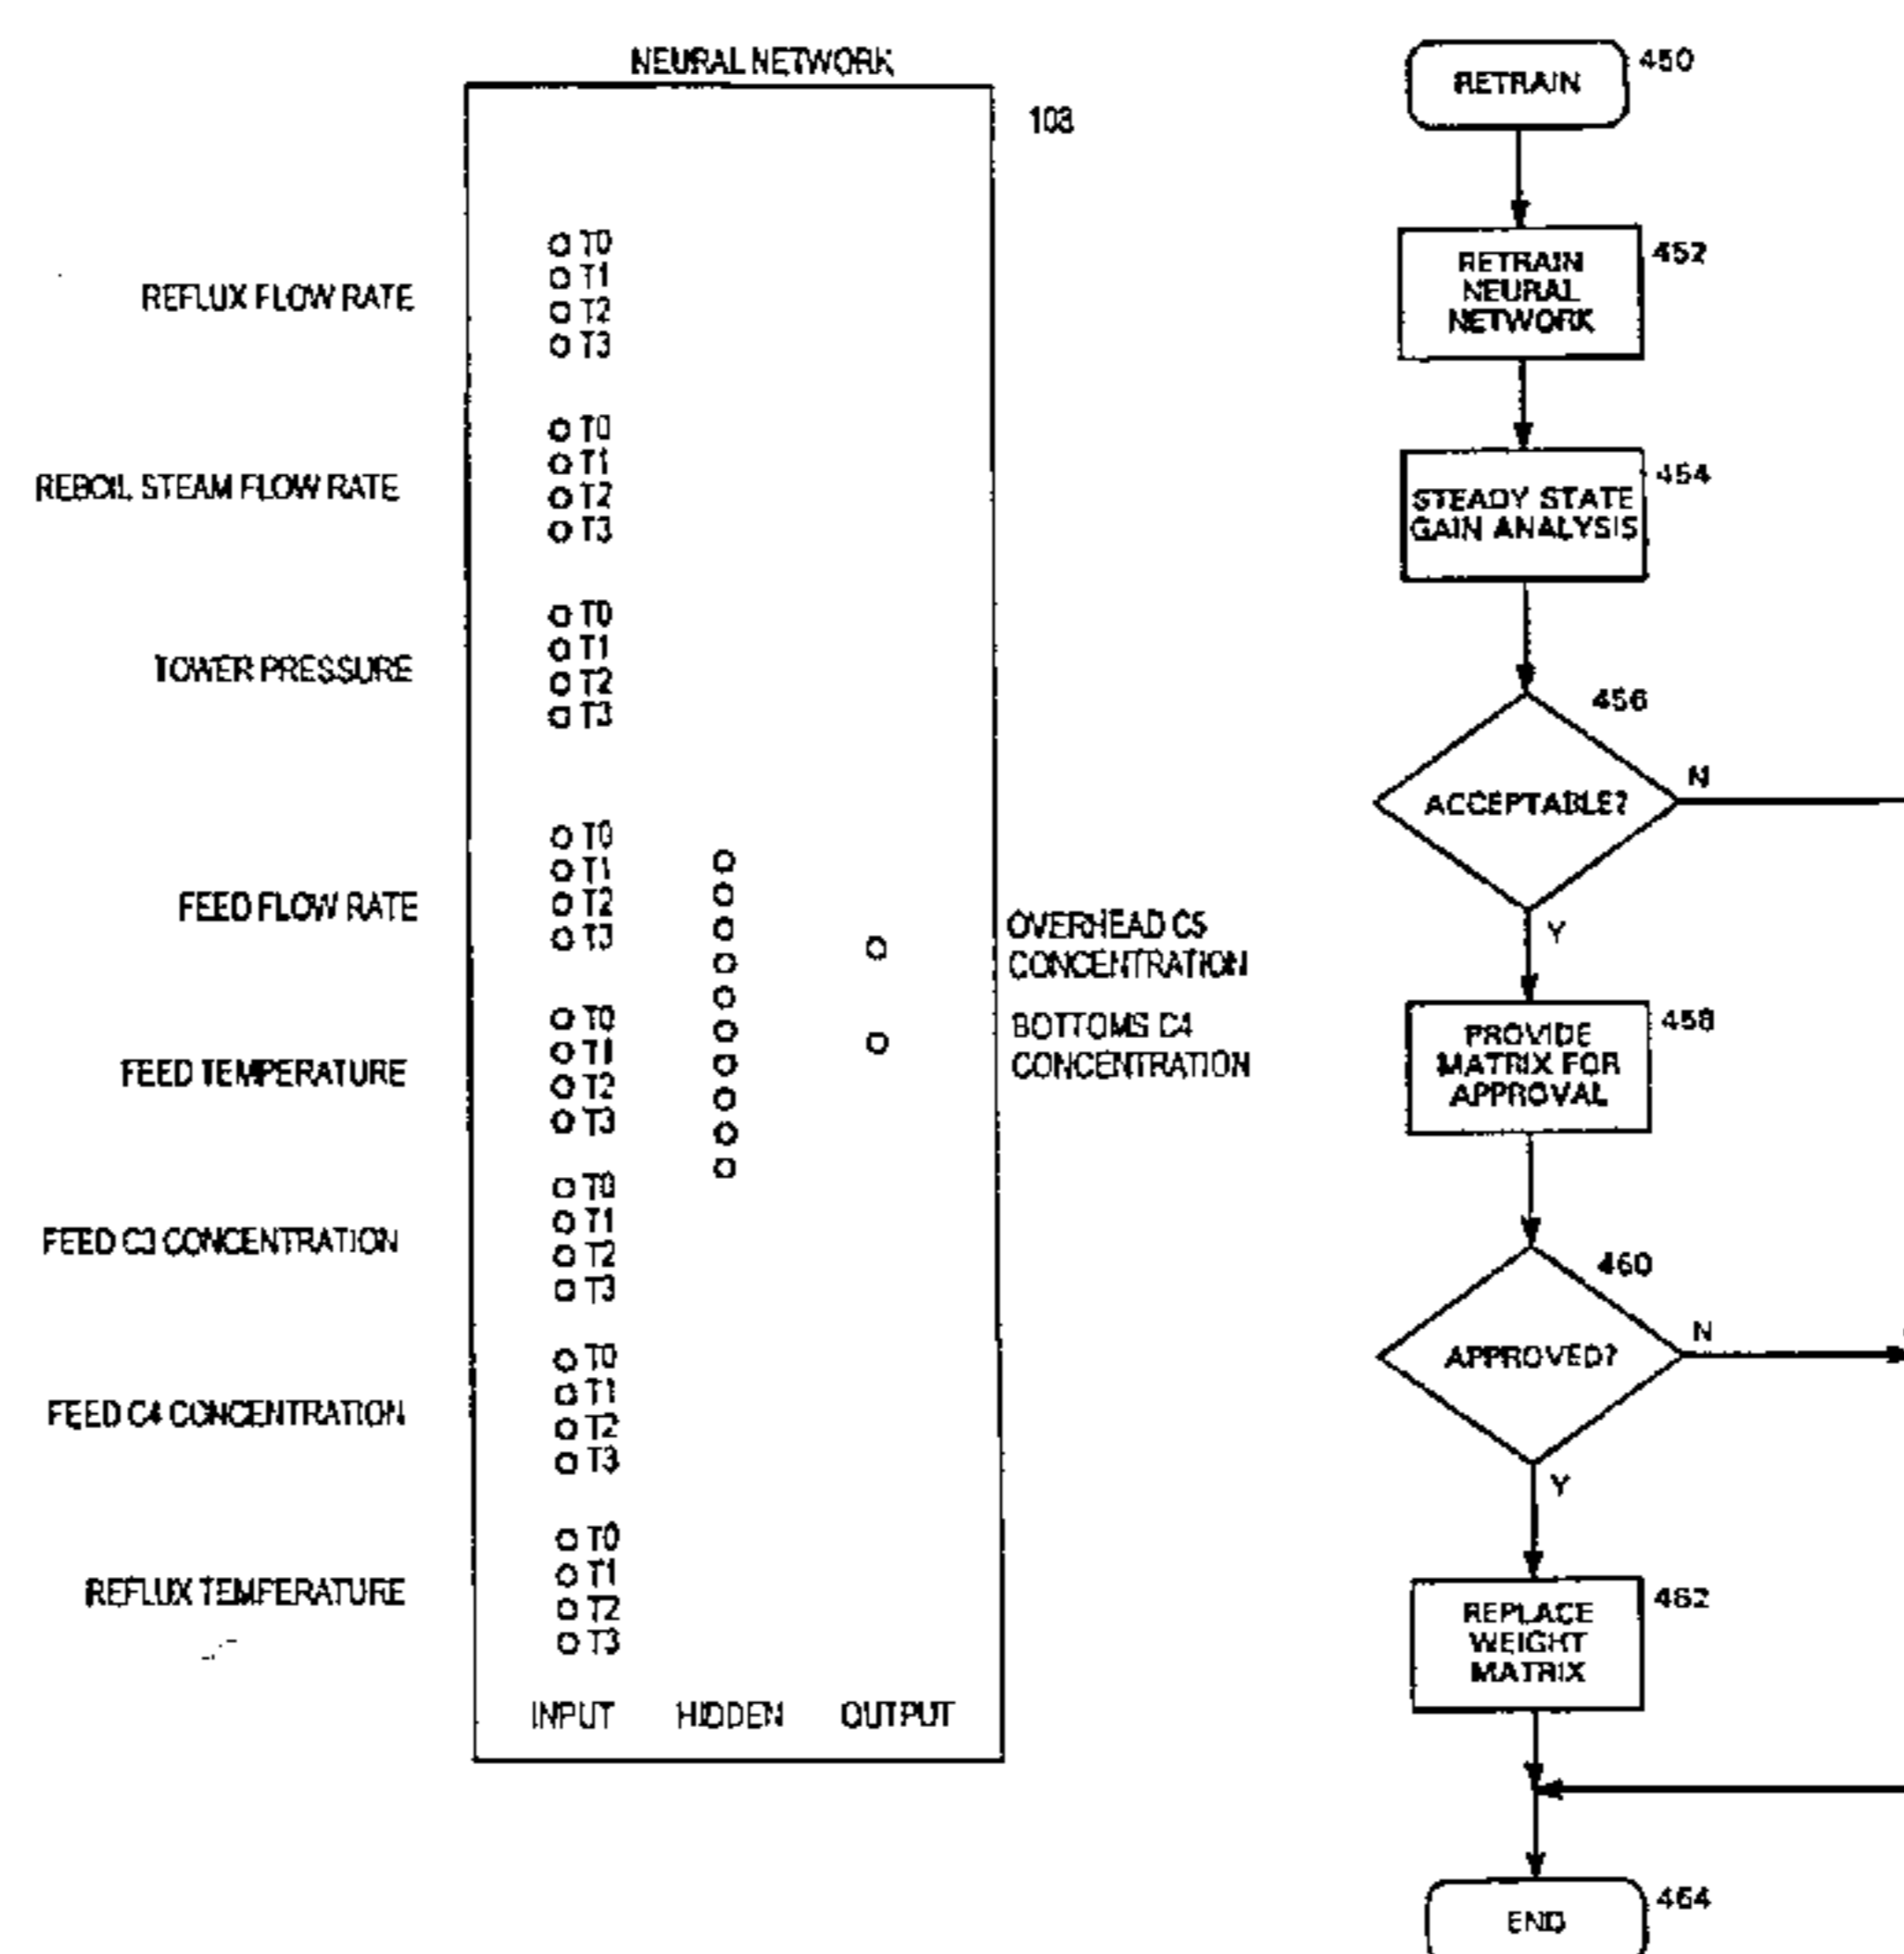 NEURAL NETWORK
103
REFLUX FLOW RATE
T0
T1
T2
T3
REBOIL STEAM FLOW RATE
T0
T1
T2
T3
TOWER PRESSURE
T0
T1
T2
T3
FEED FLOW RATE
T0
T1
T2
T3
FEED TEMPERATURE
T0
T1
T2
T3
FEED C3 CONCENTRATION
T0
T1
T2
T3
FEED C4 CONCENTRATION
T0
T1
T2
T3
REFLUX TEMPERATURE
T0
T1
T2
T3
OVERHEAD C5
CONCENTRATION
BOTTOMS C4
CONCENTRATION
INPUT HIDDEN OUTPUT
RETRAIN
450
RETRAIN
NEURAL
NETWORK
452
STEADY STATE
GAIN ANALYSIS
454
ACCEPTABLE?
456
N
Y
PROVIDE
MATRIX FOR
APPROVAL
458
APPROVED?
460
N
Y
REPLACE
WEIGHT
MATRIX
462
END
464